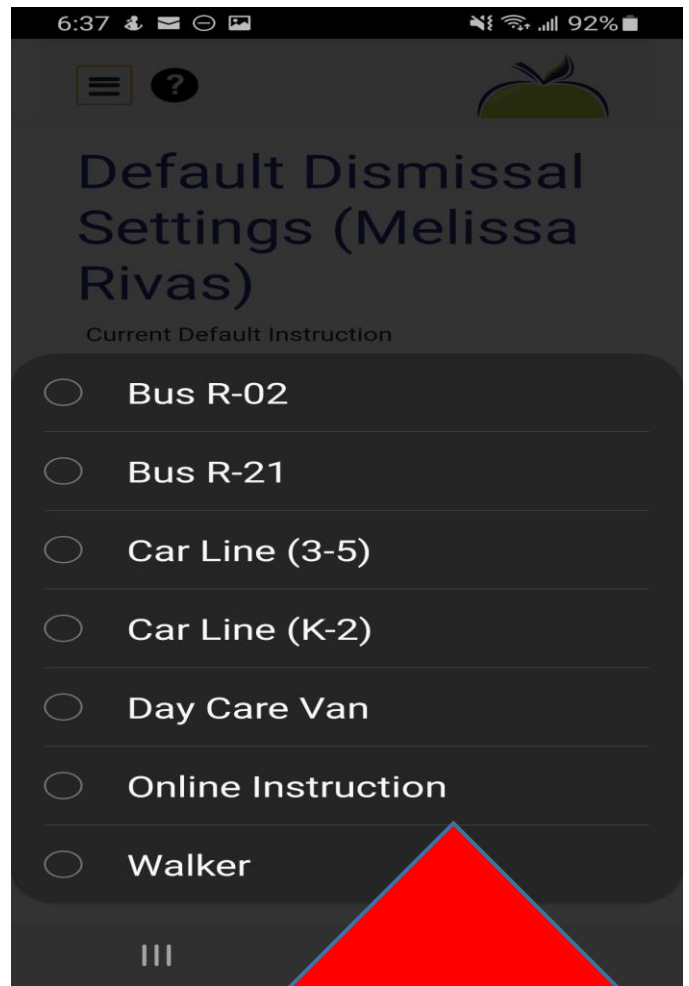 6:37 92%
?
Default Dismissal
Settings (Melissa
Rivas)
Current Default Instruction
Bus R-02
Bus R-21
Car Line (3-5)
Car Line (K-2)
Day Care Van
Online Instruction
Walker